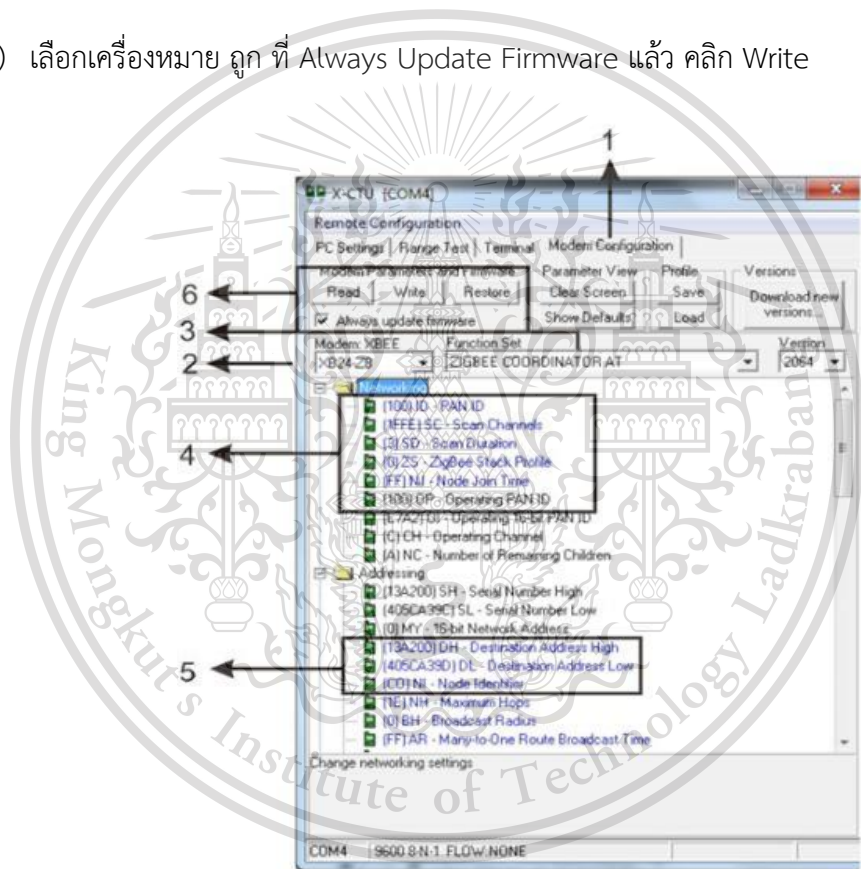 ) เลือกเครื่องหมาย ถูก ที่ Always Update Firmware แล้ว คลิก Write
1
X-CTU [COM4]
Remote Configuration
PC Settings Range Test Terminal Modem Configuration
Modem Parameters and Firmware Parameter View Profile Versions
6 Read Write Restore Clear Screen Save Download new versions...
Always update firmware Show Defaults Load
3
Modem: XBEE Function Set Version
2 XB24-ZB ZIGBEE COORDINATOR AT 2064
Networking
(100) ID - PAN ID
(1FFE) SC - Scan Channels
(3) SD - Scan Duration
4 (0) ZS - ZigBee Stack Profile
(FF) NJ - Node Join Time
(100) OP - Operating PAN ID
(E7A2) OI - Operating 16-bit PAN ID
(C) CH - Operating Channel
(A) NC - Number of Remaining Children
Addressing
(13A200) SH - Serial Number High
(405CA39C) SL - Serial Number Low
(0) MY - 16-bit Network Address
(13A200) DH - Destination Address High
5 (405CA39D) DL - Destination Address Low
(CO) NI - Node Identifier
(1E) NH - Maximum Hops
(0) BH - Broadcast Radius
(FF) AR - Many-to-One Route Broadcast Time
Change networking settings
COM4 9600 8-N-1 FLOW:NONE
King Mongkut's Institute of Technology Ladkrabang